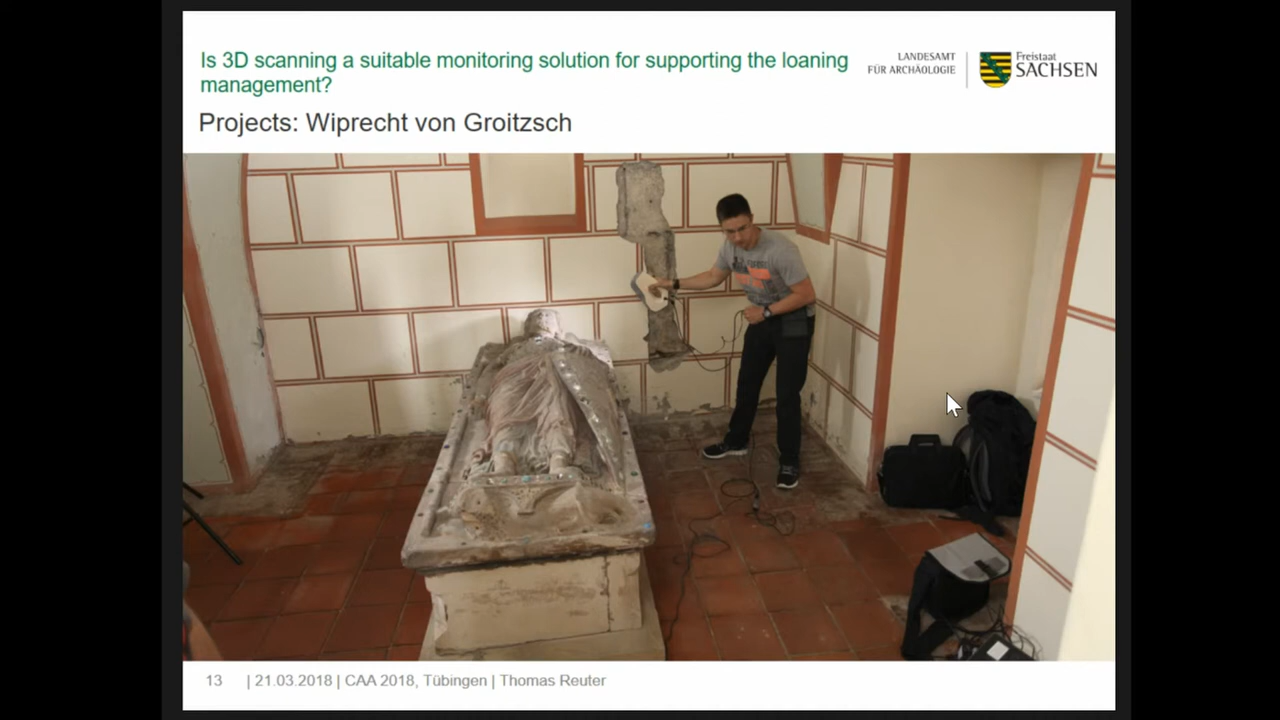 Is 3D scanning a suitable monitoring solution for supporting the loaning
management?
LANDESAMT
FÜR ARCHÄOLOGIE
Freistaat
SACHSEN
Projects: Wiprecht von Groitzsch
13 | 21.03.2018 | CAA 2018, Tübingen | Thomas Reuter